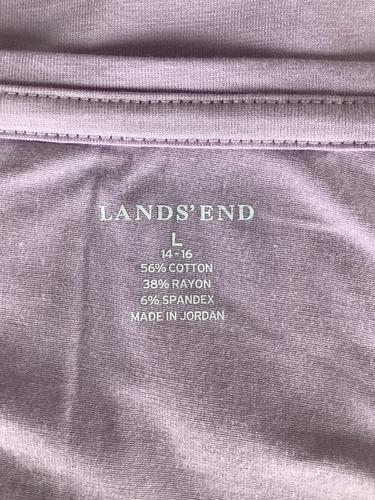 LANDS' END
L
14-16
56% COTTON
38% RAYON
6% SPANDEX
MADE IN JORDAN